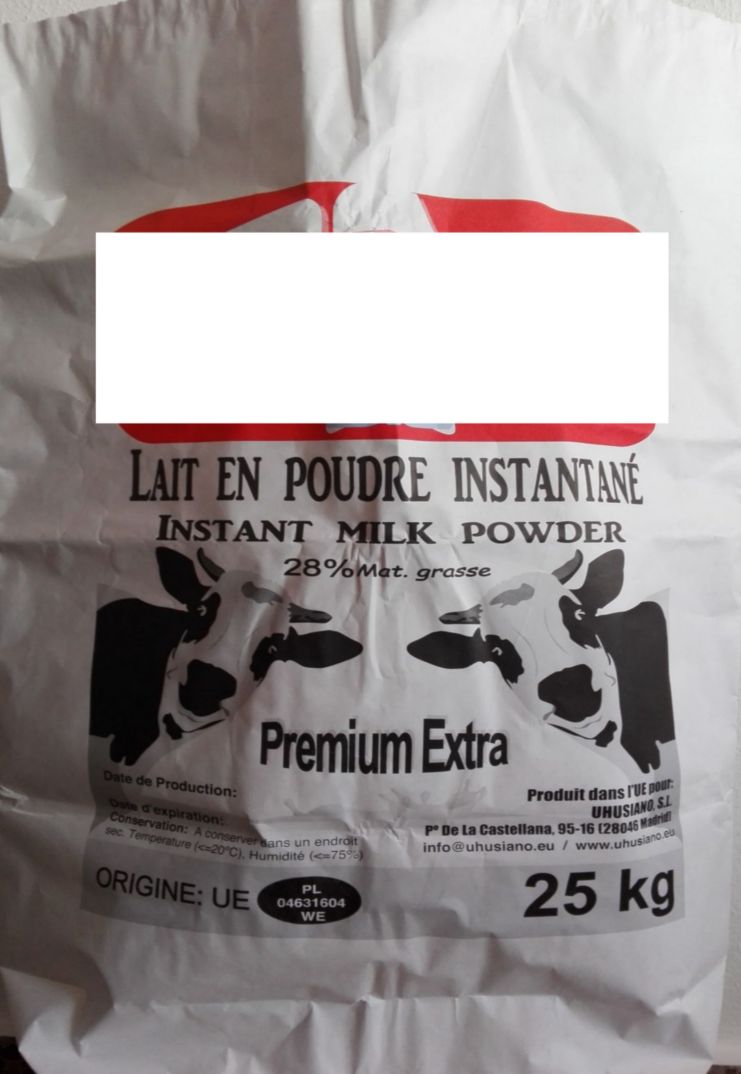 LAIT EN POUDRE INSTANTANÉ
INSTANT MILK POWDER
28% Mat. grasse
Premium Extra
Date de Production:
Date d'expiration:
Conservation: A conserver dans un endroit
sec. Temperature (<=20°C), Humidité (<=75%)
Produit dans l'UE pour:
UHUSIANO, S.L.
Pº De La Castellana, 95-16 (28046 Madrid)
info@uhusiano.eu / www.uhusiano.eu
ORIGINE: UE
PL
04631604
WE
25 kg